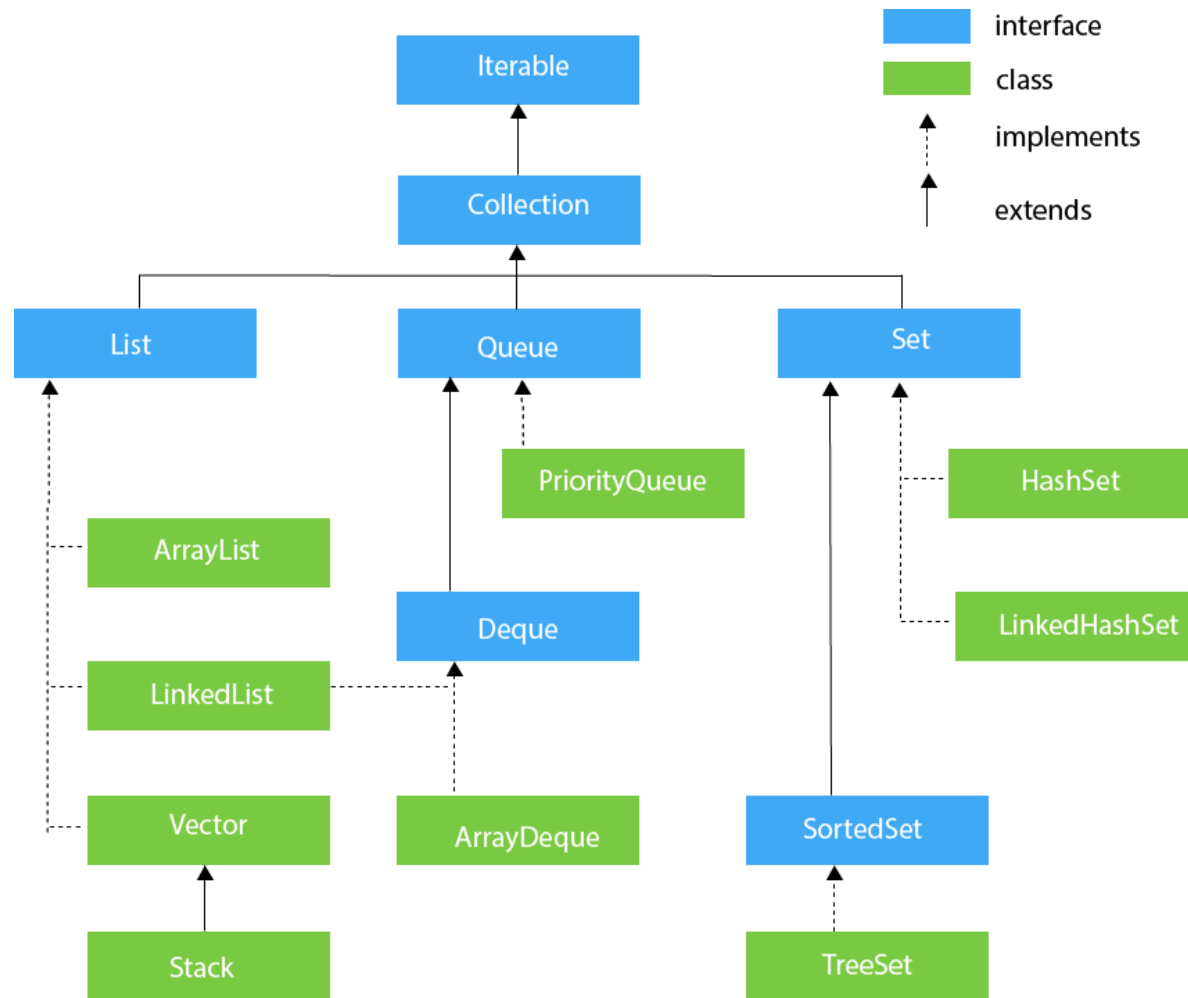 interface
Iterable
class
implements
Collection
extends
List
Queue
Set
PriorityQueue
HashSet
ArrayList
Deque
LinkedHashSet
LinkedList
Vector
ArrayDeque
SortedSet
Stack
TreeSet